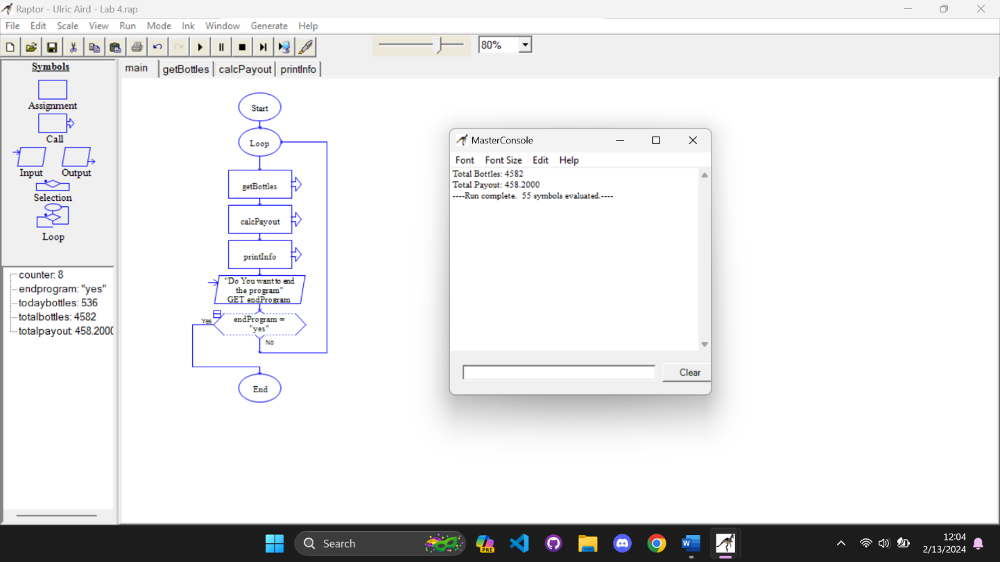 Raptor - Ulric Aird - Lab 4.rap
File Edit Scale View Run Mode Ink Window Generate Help
80%
Symbols
Assignment
Call
Input Output
Selection
Loop
counter: 8
endprogram: "yes"
todaybottles: 536
totalbottles: 4582
totalpayout: 458.2000
main getBottles calcPayout printInfo
Start
Loop
getBottles
calcPayout
printInfo
"Do You want to end
the program"
GET endProgram
Yes
endProgram =
"yes"
No
End
MasterConsole
Font Font Size Edit Help
Total Bottles: 4582
Total Payout: 458.2000
----Run complete. 55 symbols evaluated.----
Clear
Search
PRE
W
12:04
2/13/2024